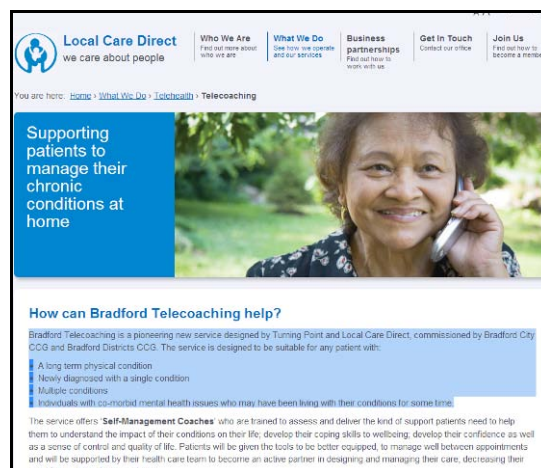 Local Care Direct
we care about people
Who We Are
Find out more about
who we are
What We Do
See how we operate
and our services
Business
partnerships
Find out how to
work with us
Get In Touch
Contact our office
Join Us
Find out how to
become a membe
You are here: Home › What We Do › Telehealth › Telecoaching
Supporting
patients to
manage their
chronic
conditions at
home
How can Bradford Telecoaching help?
Bradford Telecoaching is a pioneering new service designed by Turning Point and Local Care Direct, commissioned by Bradford City
CCG and Bradford Districts CCG. The service is designed to be suitable for any patient with:
A long term physical condition
Newly diagnosed with a single condition
Multiple conditions
Individuals with co-morbid mental health issues who may have been living with their conditions for some time.
The service offers 'Self-Management Coaches' who are trained to assess and deliver the kind of support patients need to help
them to understand the impact of their conditions on their life; develop their coping skills to wellbeing; develop their confidence as well
as a sense of control and quality of life. Patients will be given the tools to be better equipped, to manage well between appointments
and will be supported by their health care team to become an active partner in designing and managing their care, decreasing their